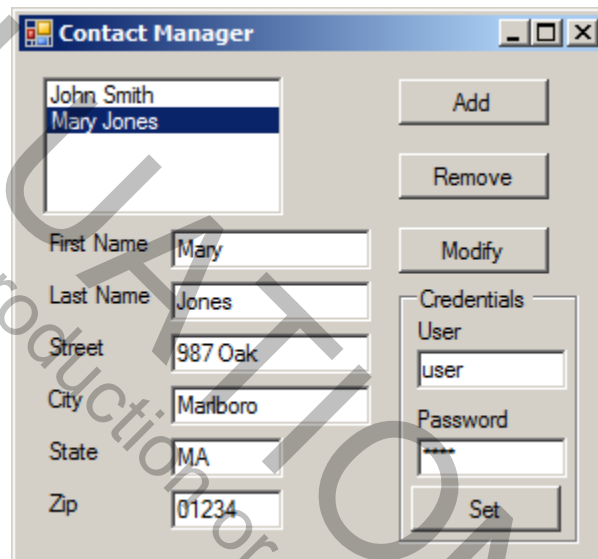 Contact Manager
John Smith
Mary Jones
Add
Remove
Modify
First Name Mary
Last Name Jones
Street 987 Oak
City Marlboro
State MA
Zip 01234
Credentials
User
user
Password
****
Set